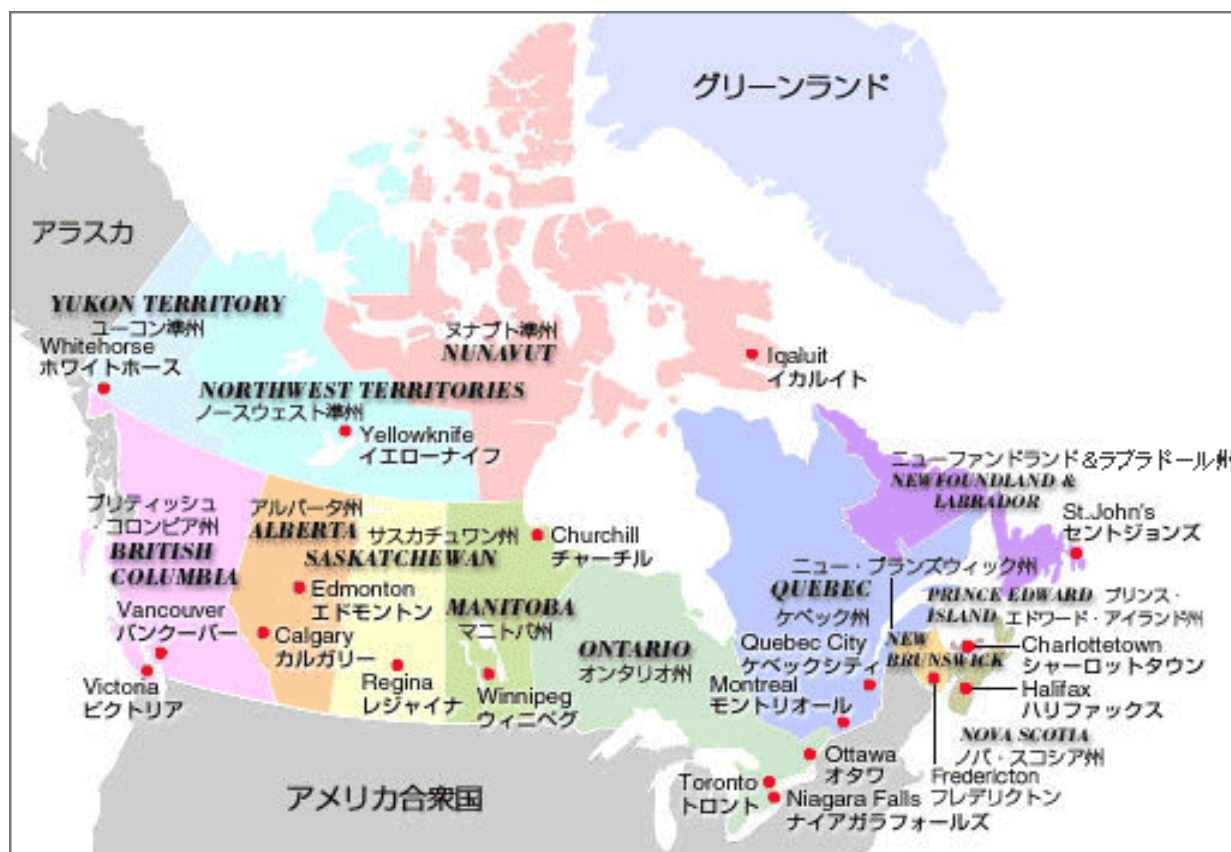 グリーンランド
アラスカ
YUKON TERRITORY
ユーコン準州
Whitehorse
ホワイトホース
ヌナブト準州
NUNAVUT
Iqaluit
イカルイト
NORTHWEST TERRITORIES
ノースウェスト準州
Yellowknife
イエローナイフ
ブリティッシュ
コロンビア州
BRITISH
COLUMBIA
アルバータ州
ALBERTA
サスカチュワン州
SASKATCHEWAN
Churchill
チャーチル
ニューファンドランド&ラブラドール州
NEWFOUNDLAND &
LABRADOR
St.John's
セントジョンズ
Edmonton
エドモントン
Vancouver
バンクーバー
Calgary
カルガリー
Victoria
ビクトリア
Regina
レジャイナ
MANITOBA
マニトバ州
Winnipeg
ウィニペグ
ONTARIO
オンタリオ州
ニュー・ブランズウィック州
QUEBEC
ケベック州
Quebec City
ケベックシティ
Montreal
モントリオール
PRINCE EDWARD プリンス・
ISLAND エドワード・アイランド州
NEW
BRUNSWICK
Charlottetown
シャーロットタウン
Halifax
ハリファックス
NOVA SCOTIA
ノバ・スコシア州
Ottawa
オタワ
Fredericton
フレデリクトン
Toronto
トロント
Niagara Falls
ナイアガラフォールズ
アメリカ合衆国